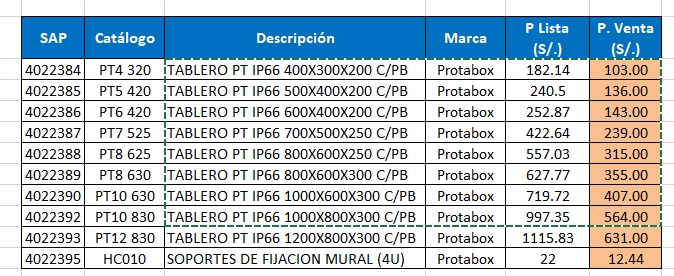 SAP Catálogo Descripción Marca P Lista (S/.) P. Venta (S/.)
4022384 PT4 320 TABLERO PT IP66 400X300X200 C/PB Protabox 182.14 103.00
4022385 PT5 420 TABLERO PT IP66 500X400X200 C/PB Protabox 240.5 136.00
4022386 PT6 420 TABLERO PT IP66 600X400X200 C/PB Protabox 252.87 143.00
4022387 PT7 525 TABLERO PT IP66 700X500X250 C/PB Protabox 422.64 239.00
4022388 PT8 625 TABLERO PT IP66 800X600X250 C/PB Protabox 557.03 315.00
4022389 PT8 630 TABLERO PT IP66 800X600X300 C/PB Protabox 627.77 355.00
4022390 PT10 630 TABLERO PT IP66 1000X600X300 C/PB Protabox 719.72 407.00
4022392 PT10 830 TABLERO PT IP66 1000X800X300 C/PB Protabox 997.35 564.00
4022393 PT12 830 TABLERO PT IP66 1200X800X300 C/PB Protabox 1115.83 631.00
4022395 HC010 SOPORTES DE FIJACION MURAL (4U) Protabox 22 12.44